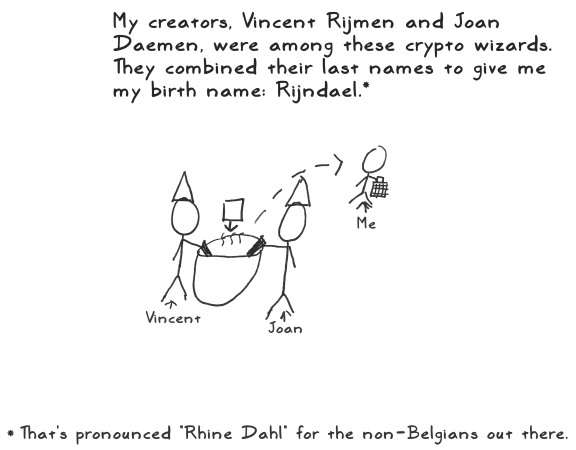 My creators, Vincent Rijmen and Joan
Daemen, were among these crypto wizards.
They combined their last names to give me
my birth name: Rijndael.*
Me
Vincent
Joan
* That's pronounced "Rhine Dahl" for the non-Belgians out there.